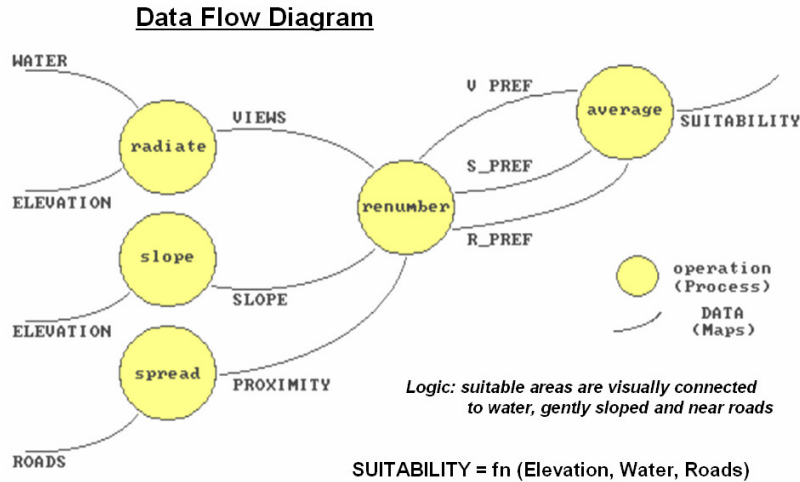 Data Flow Diagram
WATER
radiate
VIEWS
ELEVATION
slope
SLOPE
ELEVATION
spread
PROXIMITY
ROADS
renumber
V PREF
S_PREF
R_PREF
average
SUITABILITY
operation
(Process)
DATA
(Maps)
Logic: suitable areas are visually connected
to water, gently sloped and near roads
SUITABILITY = fn (Elevation, Water, Roads)